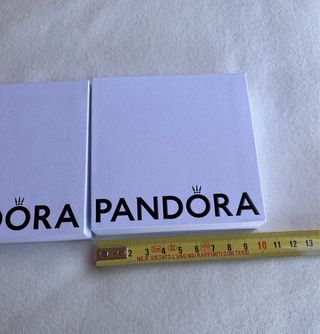 DORA PANDORA
2 3 4 5 6 7 8 9 10 11 12 13
NE E' VIETATO L'USO NEI RAPPORTI CON TERZI